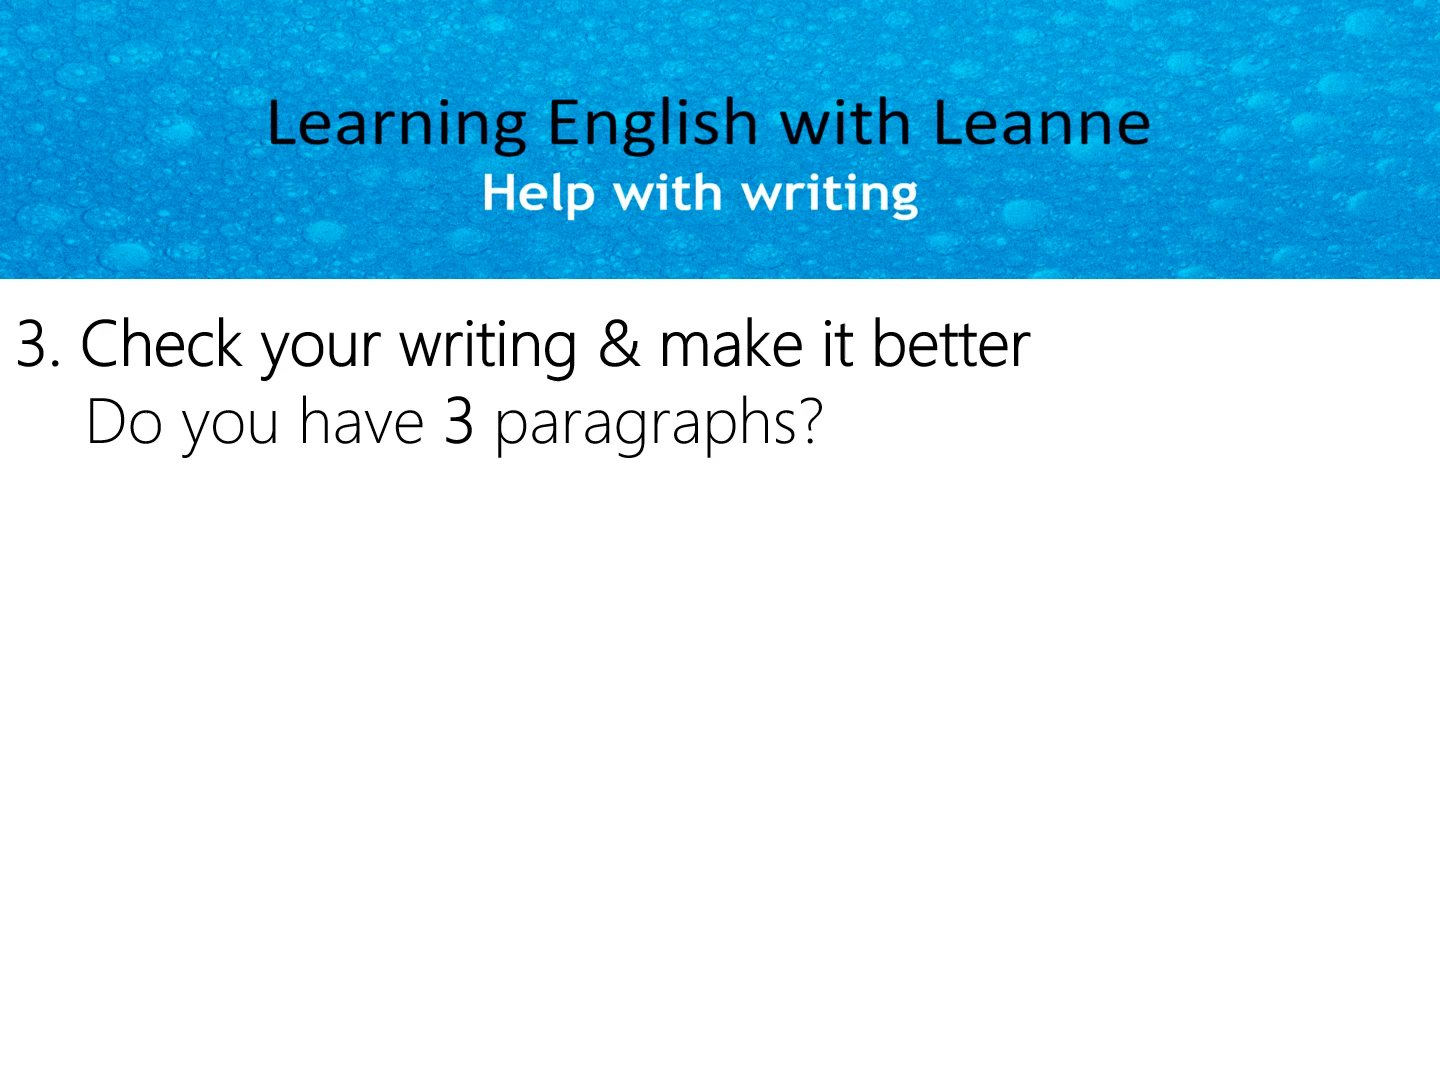 Learning English with Leanne
Help with writing
3. Check your writing & make it better
Do you have 3 paragraphs?